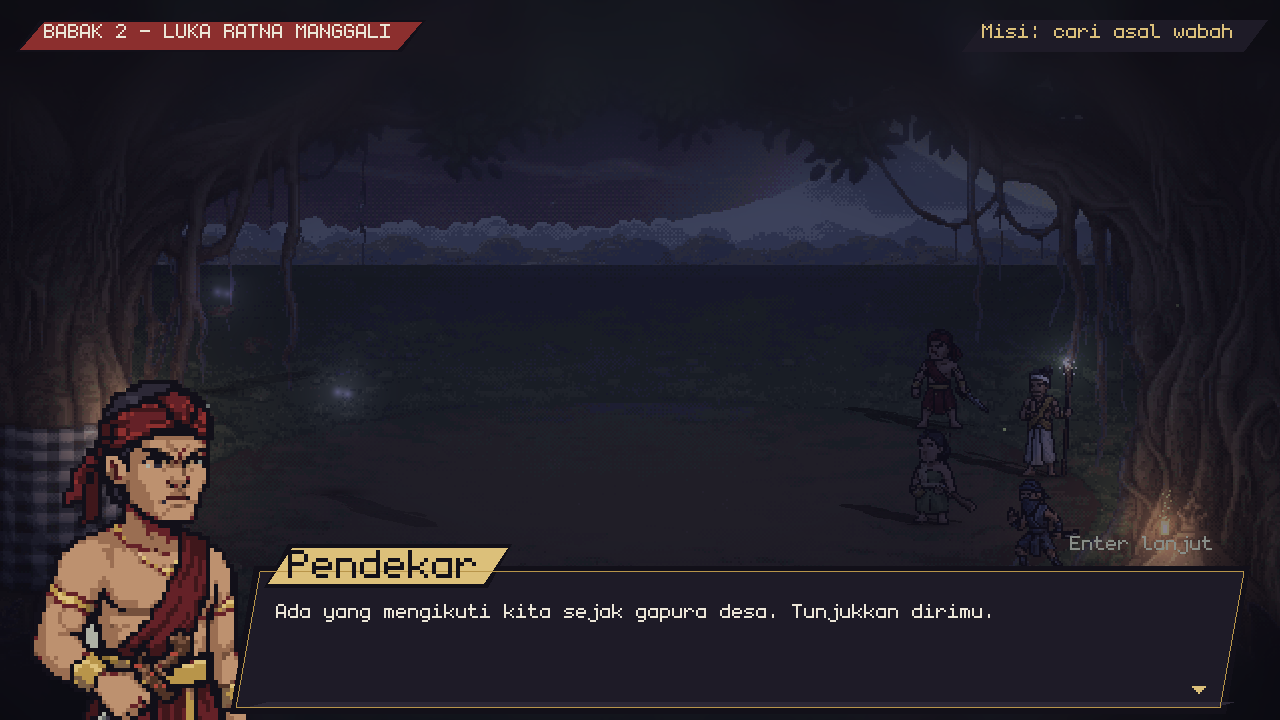 BABAK 2 - LUKA RATNA MANGGALI
Misi: cari asal wabah
Enter lanjut
Pendekar
Ada yang mengikuti kita sejak gapura desa. Tunjukkan dirimu.